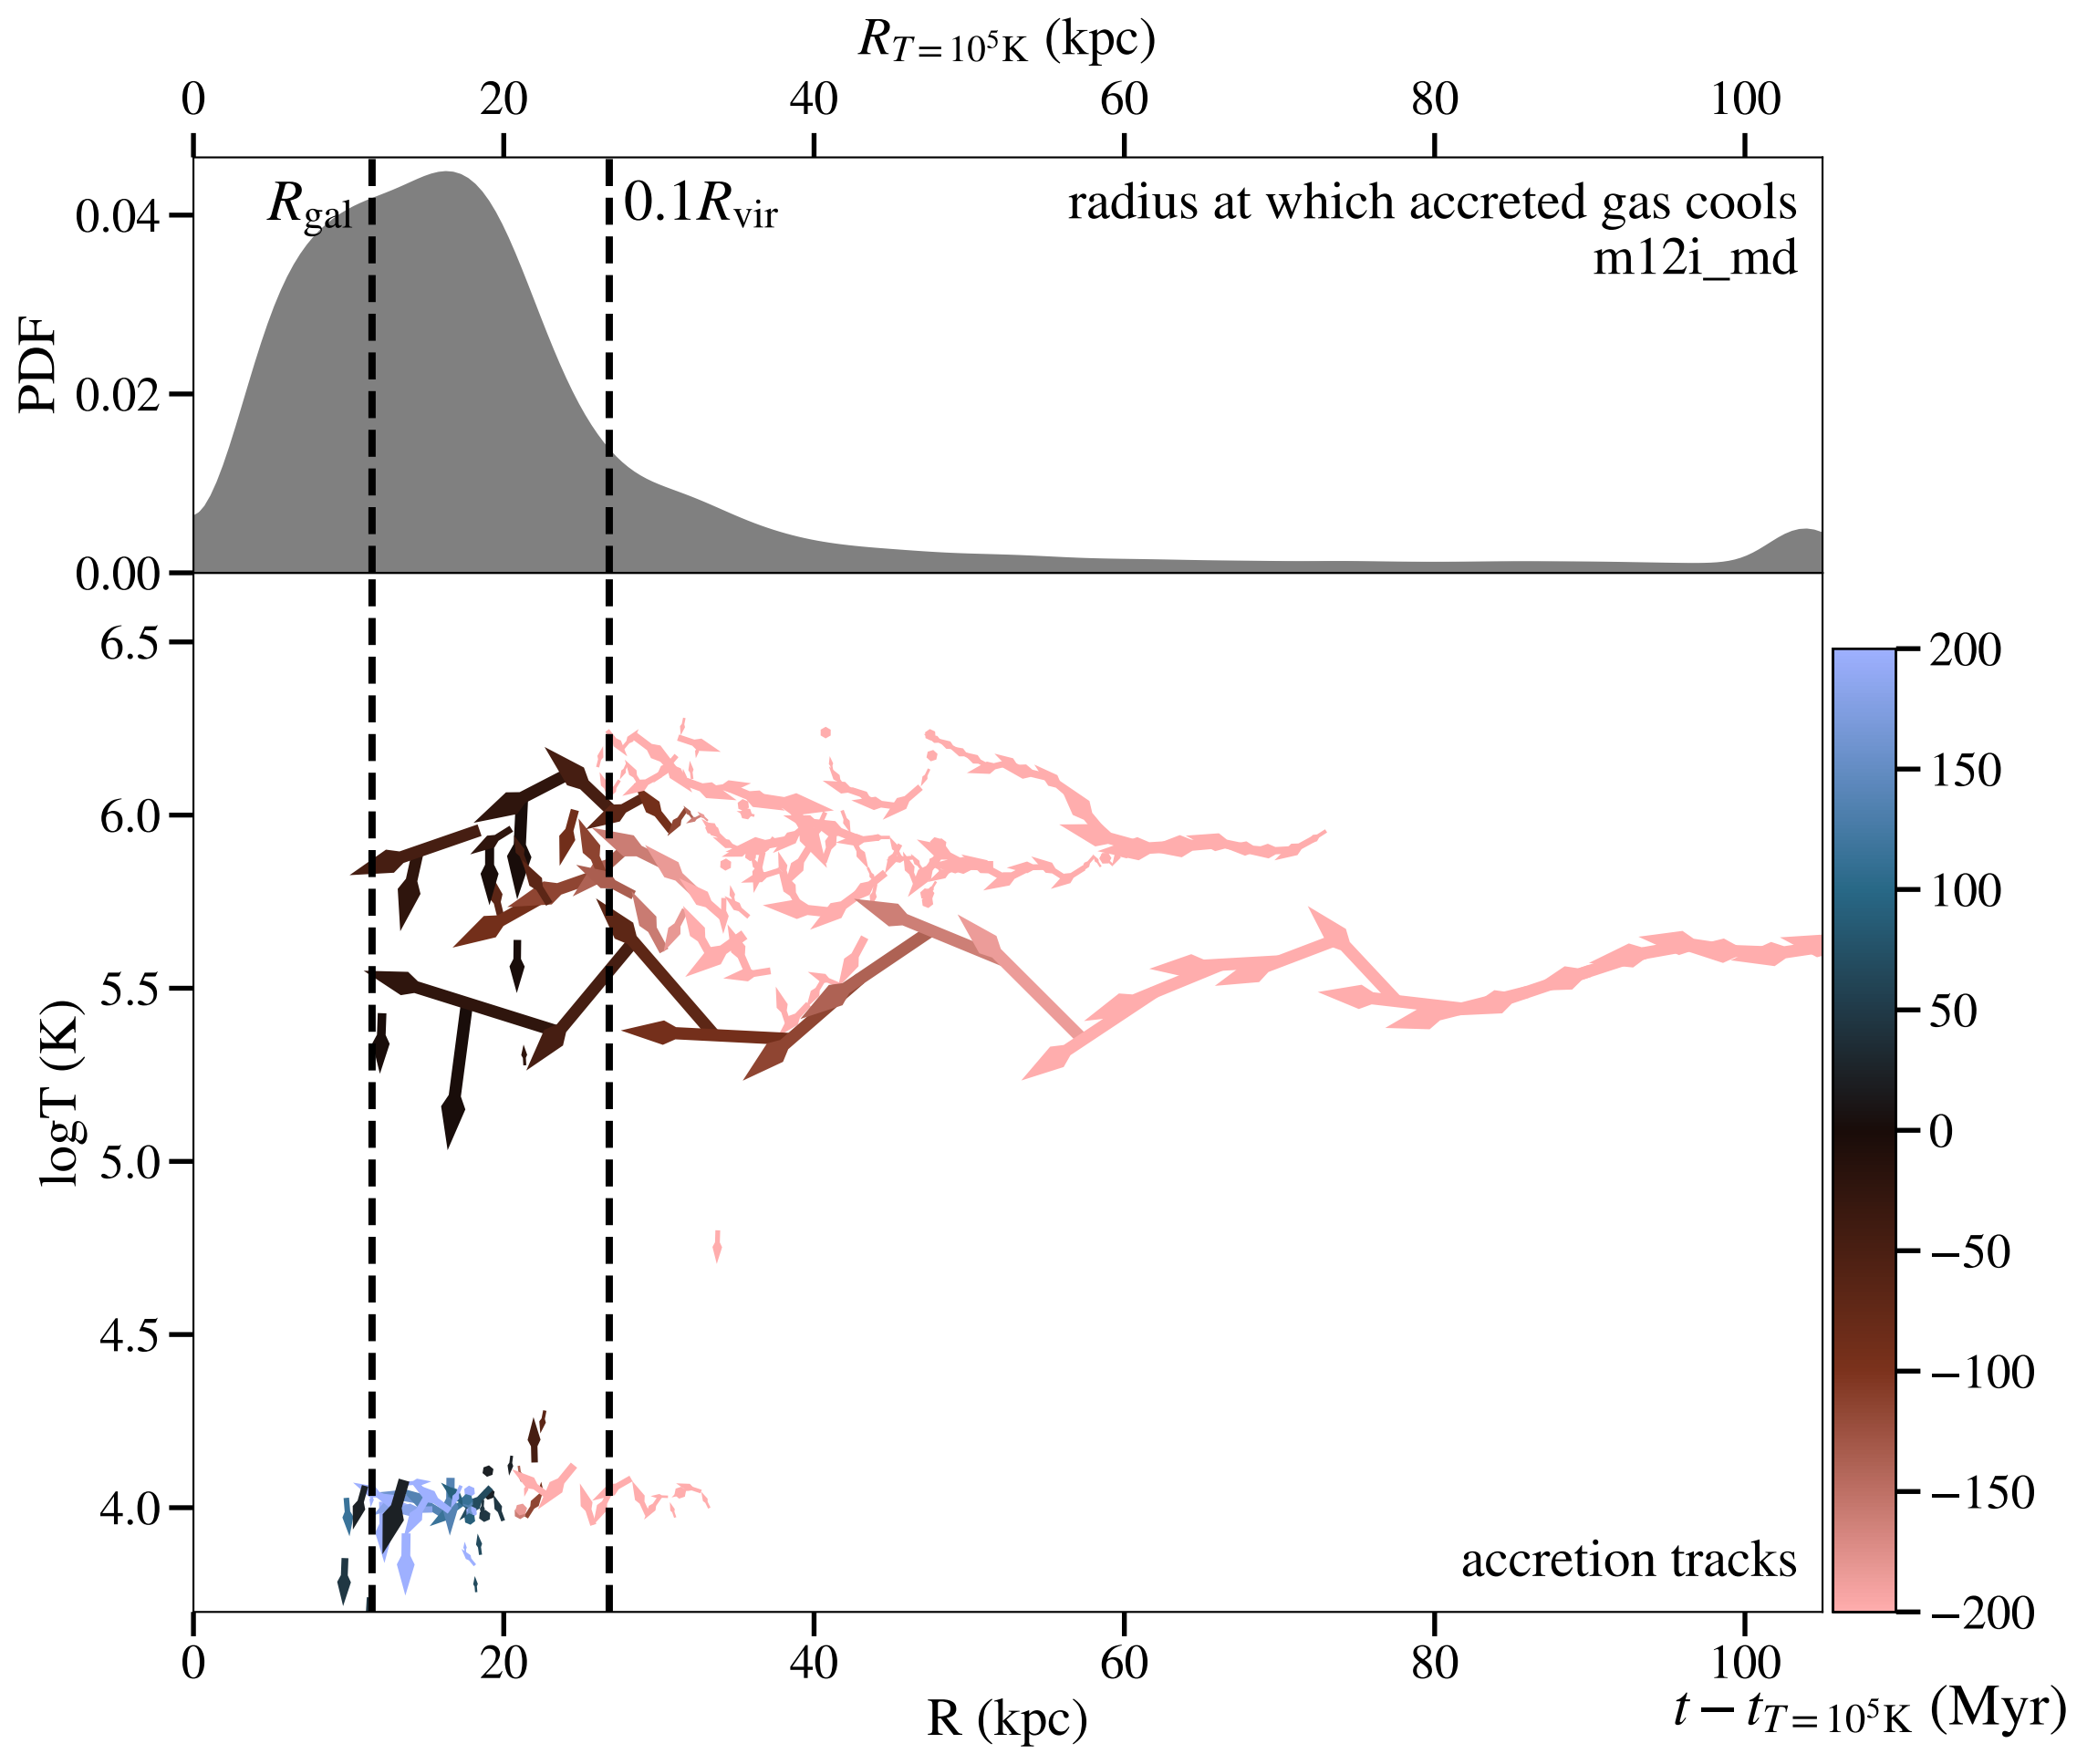 R_{T=10^5K} (kpc)
0 20 40 60 80 100
R_gal 0.1R_vir radius at which accreted gas cools
m12i_md
PDF
0.04
0.02
0.00
logT (K)
6.5
6.0
5.5
5.0
4.5
4.0
accretion tracks
0 20 40 60 80 100
R (kpc)
200
150
100
50
0
−50
−100
−150
−200
t − t_{T=10^5K} (Myr)